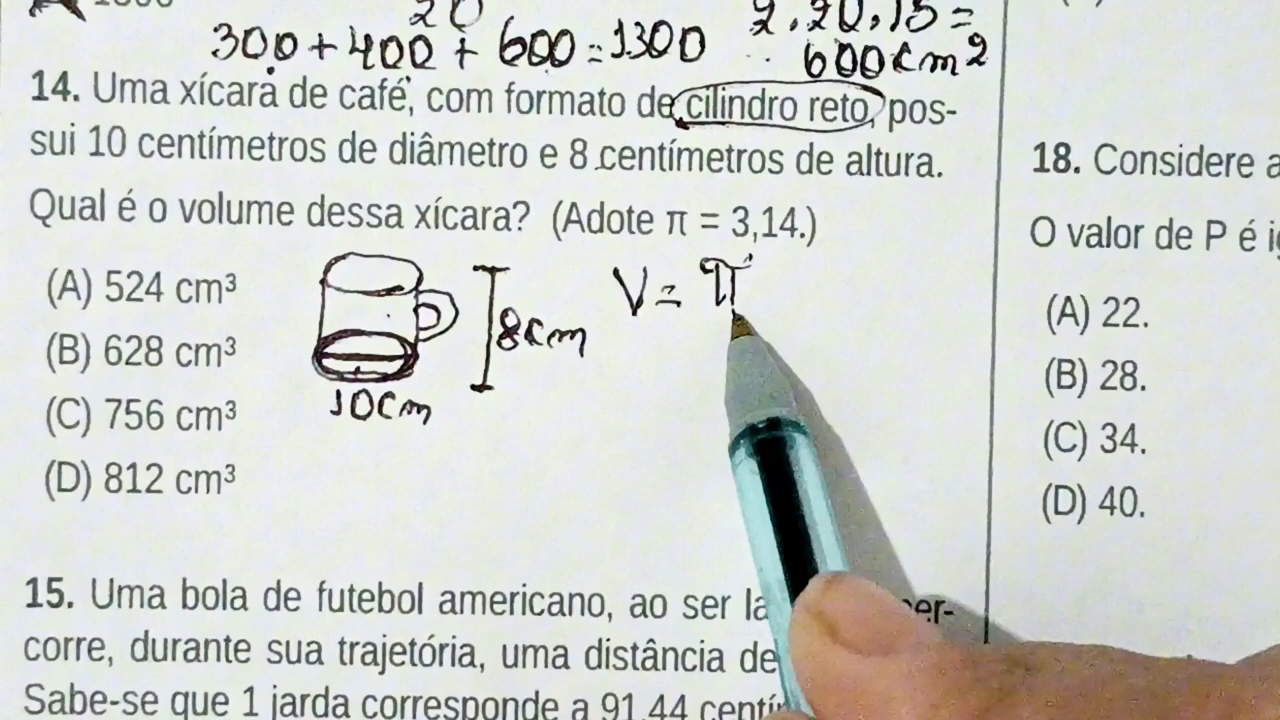 20
300 + 400 + 600 = 1300
2.20.15 =
600cm2
14. Uma xícara de café, com formato de cilindro reto, pos-
sui 10 centímetros de diâmetro e 8 centímetros de altura.
Qual é o volume dessa xícara? (Adote π = 3,14.)
(A) 524 cm³
(B) 628 cm³
(C) 756 cm³
(D) 812 cm³
8cm
10cm
V = π
15. Uma bola de futebol americano, ao ser
corre, durante sua trajetória, uma distância de
Sabe-se que 1 jarda corresponde a 91,44
18. Considere a
O valor de P é
(A) 22.
(B) 28.
(C) 34.
(D) 40.